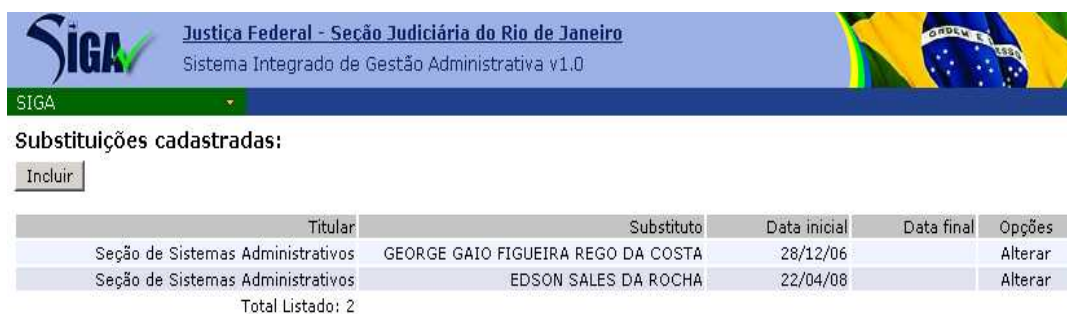 SIGA
Justiça Federal - Seção Judiciária do Rio de Janeiro
Sistema Integrado de Gestão Administrativa v1.0
ORDEM E ESSO
SIGA
Substituições cadastradas:
Incluir
Titular Substituto Data inicial Data final Opções
Seção de Sistemas Administrativos GEORGE GAIO FIGUEIRA REGO DA COSTA 28/12/06 Alterar
Seção de Sistemas Administrativos EDSON SALES DA ROCHA 22/04/08 Alterar
Total Listado: 2